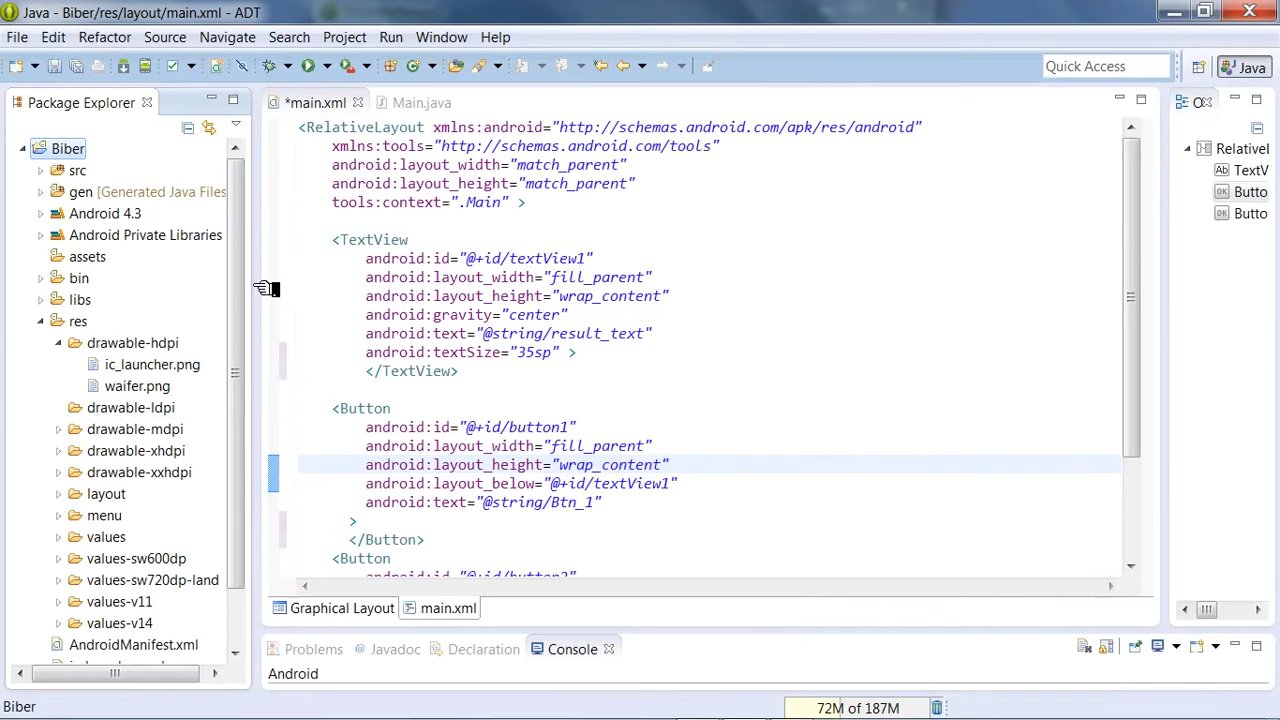 Java - Biber/res/layout/main.xml - ADT
File Edit Refactor Source Navigate Search Project Run Window Help
Quick Access
Java
Package Explorer
Biber
src
gen [Generated Java Files
Android 4.3
Android Private Libraries
assets
bin
libs
res
drawable-hdpi
ic_launcher.png
waifer.png
drawable-ldpi
drawable-mdpi
drawable-xhdpi
drawable-xxhdpi
layout
menu
values
values-sw600dp
values-sw720dp-land
values-v11
values-v14
AndroidManifest.xml
*main.xml
Main.java
<RelativeLayout xmlns:android="http://schemas.android.com/apk/res/android"
xmlns:tools="http://schemas.android.com/tools"
android:layout_width="match_parent"
android:layout_height="match_parent"
tools:context=".Main" >
<TextView
android:id="@+id/textView1"
android:layout_width="fill_parent"
android:layout_height="wrap_content"
android:gravity="center"
android:text="@string/result_text"
android:textSize="35sp" >
</TextView>
<Button
android:id="@+id/button1"
android:layout_width="fill_parent"
android:layout_height="wrap_content"
android:layout_below="@+id/textView1"
android:text="@string/Btn_1"
>
</Button>
<Button
android:id="@+id/button2"
Graphical Layout
main.xml
O
Relativel
Ab TextV
OK Butto
OK Butto
Problems
@ Javadoc
Declaration
Console
Android
Biber
72M of 187M